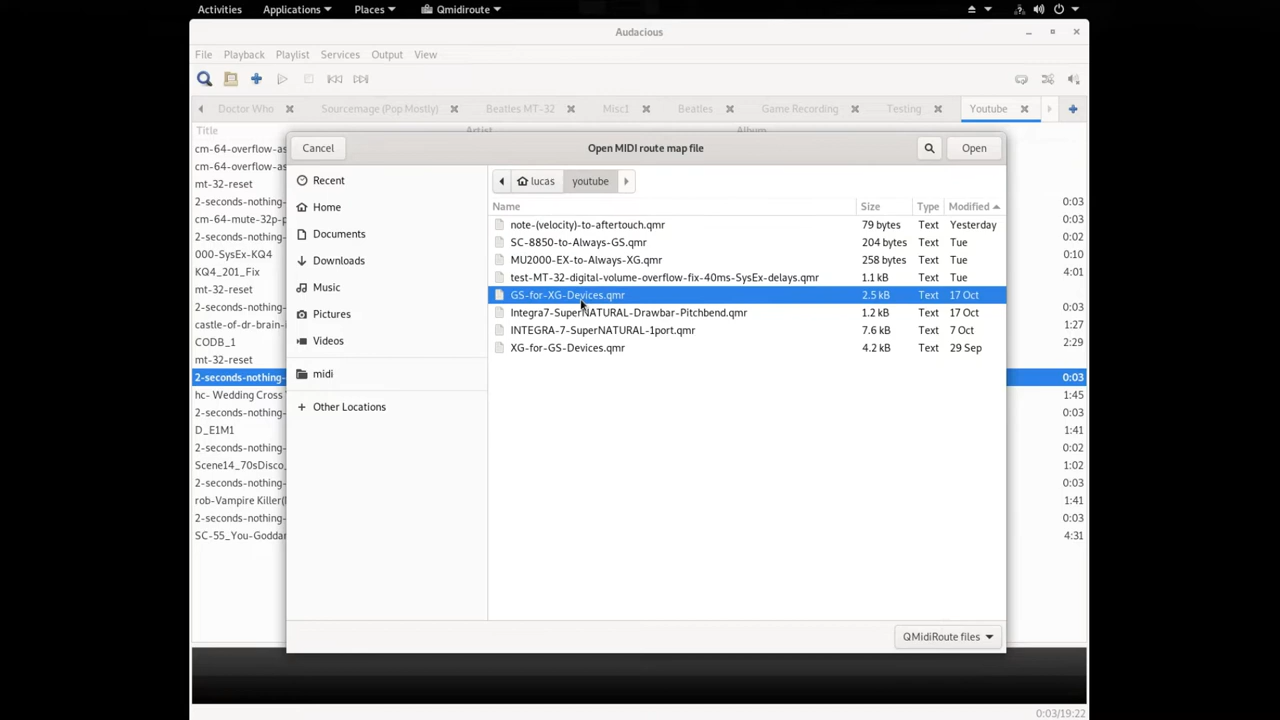 Activities Applications Places Qmidiroute
Audacious
File Playback Playlist Services Output View
Doctor Who Sourcemage (Pop Mostly) Beatles MT-32 Misc1 Beatles Game Recording Testing Youtube
Title Artist Album
cm-64-overflow-as
cm-64-overflow-as
mt-32-reset
2-seconds-nothing- 0:03
cm-64-mute-32p-p 0:03
2-seconds-nothing- 0:02
000-SysEx-KQ4 0:10
KQ4_201_Fix 4:01
mt-32-reset
2-seconds-nothing- 0:03
castle-of-dr-brain-i 1:27
CODB_1 2:29
mt-32-reset
2-seconds-nothing- 0:03
hc- Wedding Cross 1:45
2-seconds-nothing- 0:03
D_E1M1 1:41
2-seconds-nothing- 0:02
Scene14_70sDisco_ 1:02
2-seconds-nothing- 0:03
rob-Vampire Killer( 1:41
2-seconds-nothing- 0:03
SC-55_You-Goddar 4:31
Cancel Open MIDI route map file Open
Recent
Home
Documents
Downloads
Music
Pictures
Videos
midi
+ Other Locations
lucas youtube
Name Size Type Modified
note-(velocity)-to-aftertouch.qmr 79 bytes Text Yesterday
SC-8850-to-Always-GS.qmr 204 bytes Text Tue
MU2000-EX-to-Always-XG.qmr 258 bytes Text Tue
test-MT-32-digital-volume-overflow-fix-40ms-SysEx-delays.qmr 1.1 kB Text Tue
GS-for-XG-Devices.qmr 2.5 kB Text 17 Oct
Integra7-SuperNATURAL-Drawbar-Pitchbend.qmr 1.2 kB Text 17 Oct
INTEGRA-7-SuperNATURAL-1port.qmr 7.6 kB Text 7 Oct
XG-for-GS-Devices.qmr 4.2 kB Text 29 Sep
QMidiRoute files
0:03/19:22